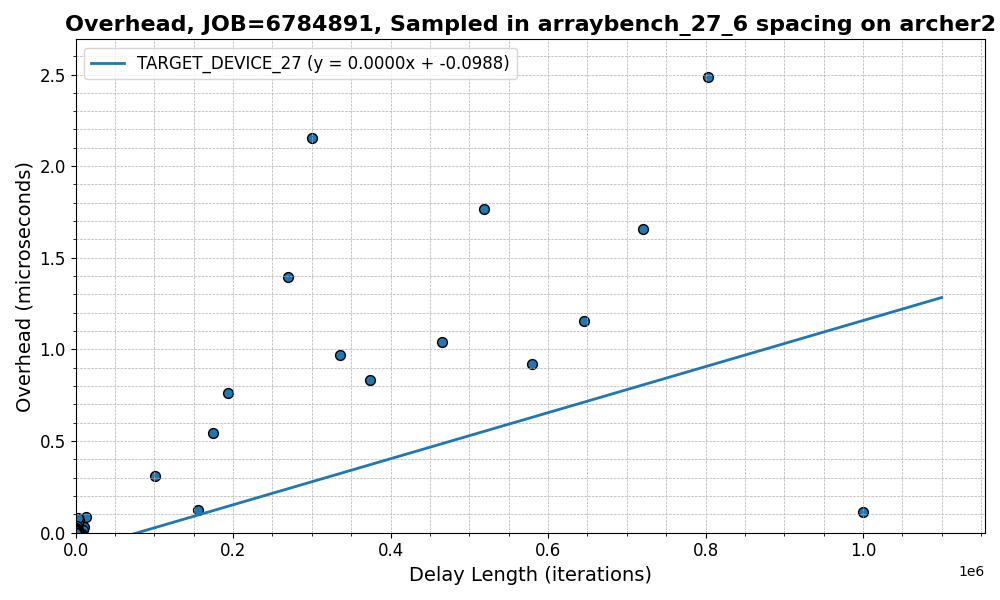 Overhead, JOB=6784891, Sampled in arraybench_27_6 spacing on archer2
TARGET_DEVICE_27 (y = 0.0000x + -0.0988)
Overhead (microseconds)
2.5
2.0
1.5
1.0
0.5
0.0
0.0 0.2 0.4 0.6 0.8 1.0
1e6
Delay Length (iterations)